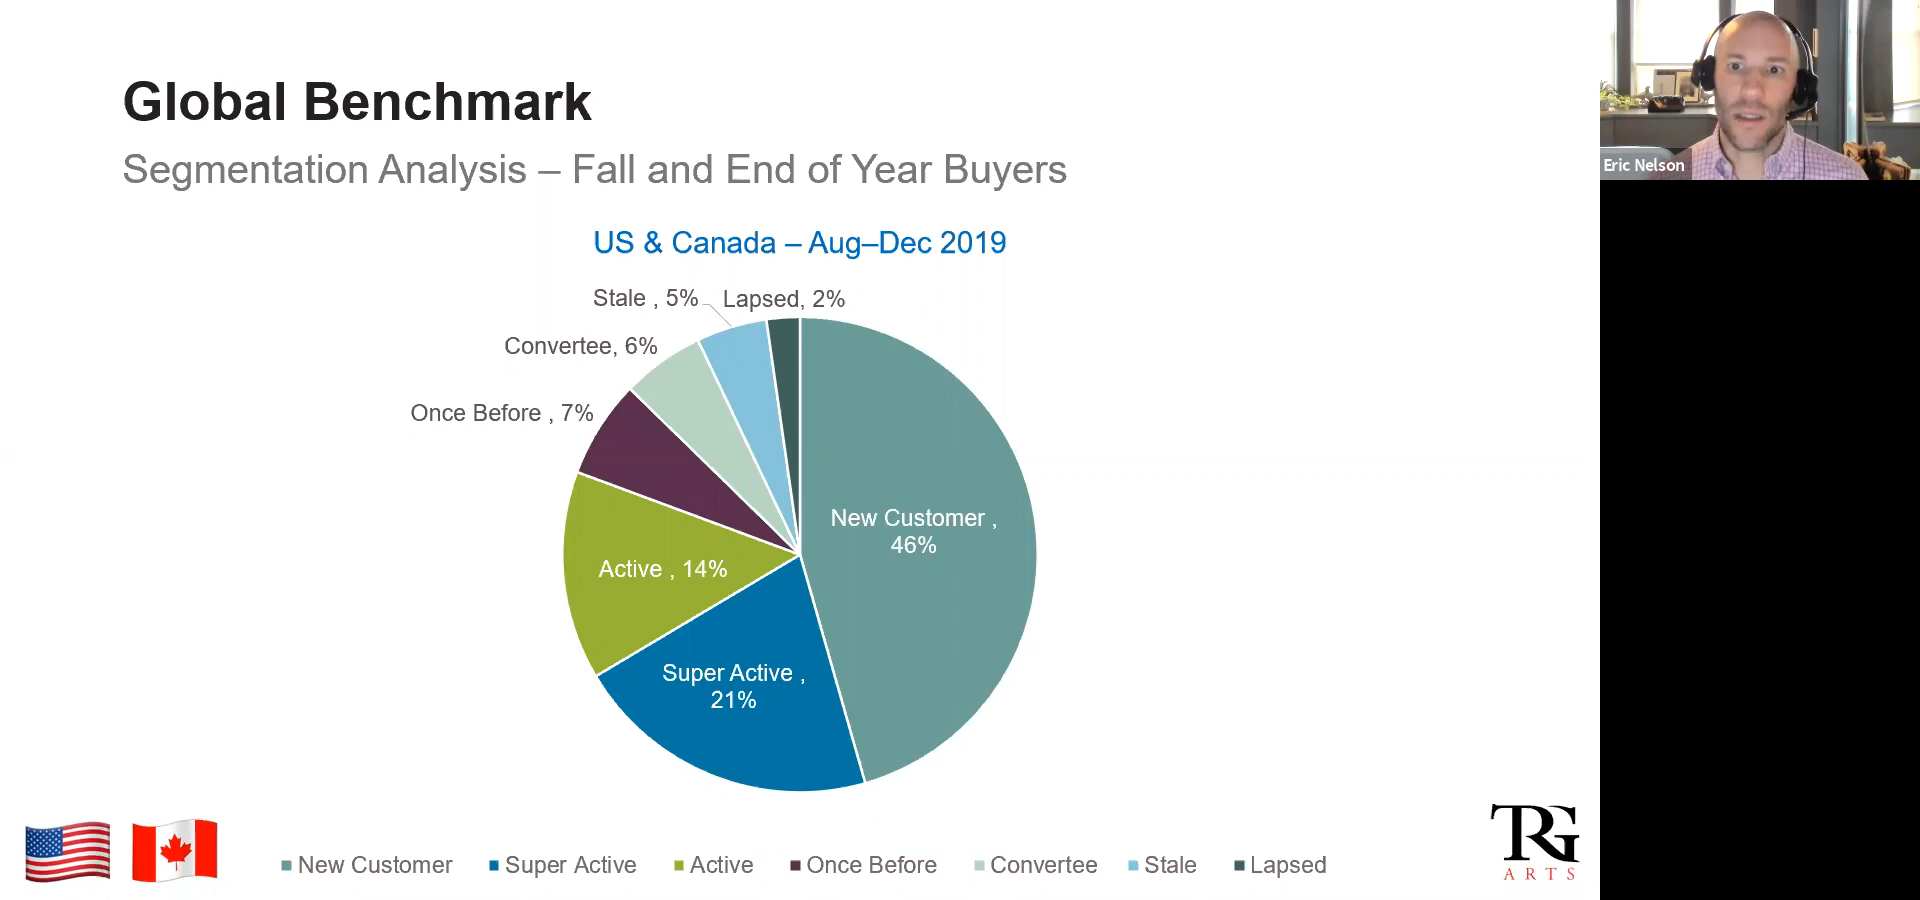 Global Benchmark
Segmentation Analysis – Fall and End of Year Buyers
US & Canada – Aug–Dec 2019
Stale , 5%
Lapsed, 2%
Convertee, 6%
Once Before , 7%
New Customer ,
46%
Active , 14%
Super Active ,
21%
New Customer
Super Active
Active
Once Before
Convertee
Stale
Lapsed
TRG
ARTS
Eric Nelson